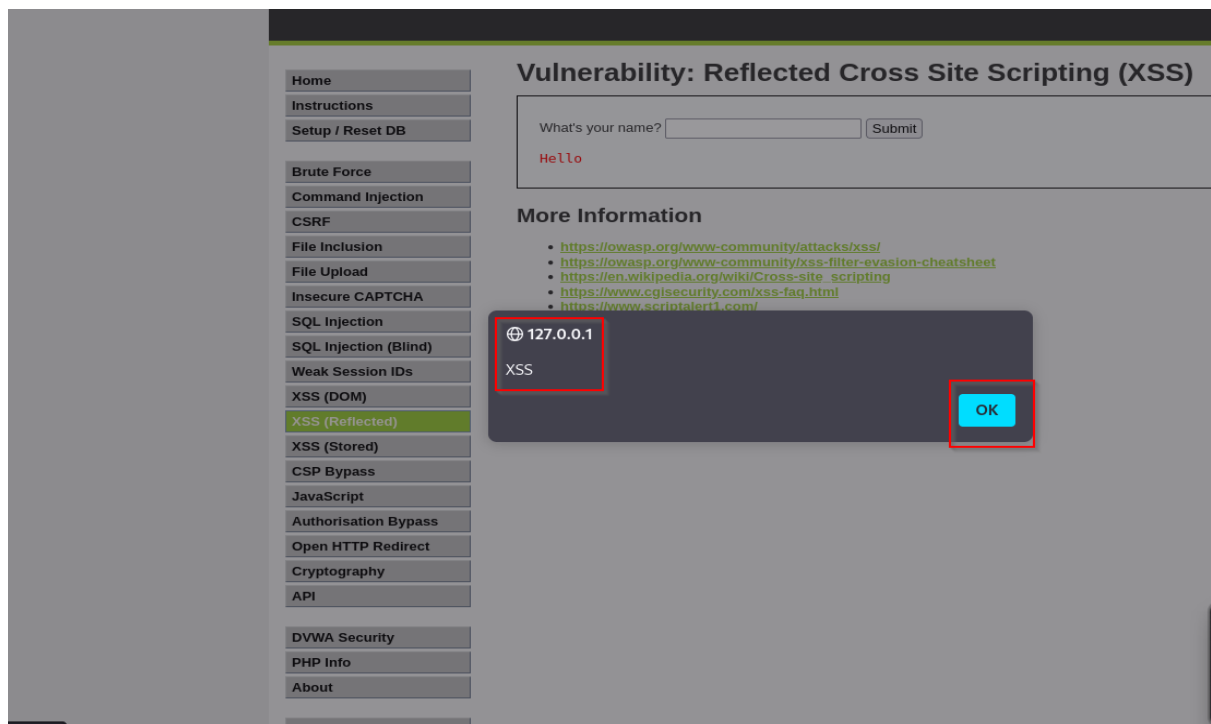 Home
Instructions
Setup / Reset DB
Brute Force
Command Injection
CSRF
File Inclusion
File Upload
Insecure CAPTCHA
SQL Injection
SQL Injection (Blind)
Weak Session IDs
XSS (DOM)
XSS (Reflected)
XSS (Stored)
CSP Bypass
JavaScript
Authorisation Bypass
Open HTTP Redirect
Cryptography
API
DVWA Security
PHP Info
About
Vulnerability: Reflected Cross Site Scripting (XSS)
What's your name? Submit
Hello
More Information
https://owasp.org/www-community/attacks/xss/
https://owasp.org/www-community/xss-filter-evasion-cheatsheet
https://en.wikipedia.org/wiki/Cross-site_scripting
https://www.cgisecurity.com/xss-faq.html
https://www.scriptalert1.com/
127.0.0.1
XSS
OK